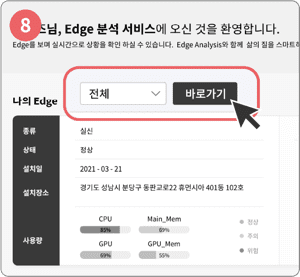 8
즈님, Edge 분석 서비스에 오신 것을 환영합니다.
Edge를 보며 실시간으로 상황을 확인 하실 수 있습니다. Edge Analysis와 함께 삶의 질을 스마트하
전체 바로가기
나의 Edge
종류 실신
상태 정상
설치일 2021 - 03 - 21
설치장소 경기도 성남시 분당구 동판교로22 휴먼시아 401동 102호
사용량
CPU Main_Mem
85% 69%
GPU GPU_Mem
69% 55%
정상
주의
위험